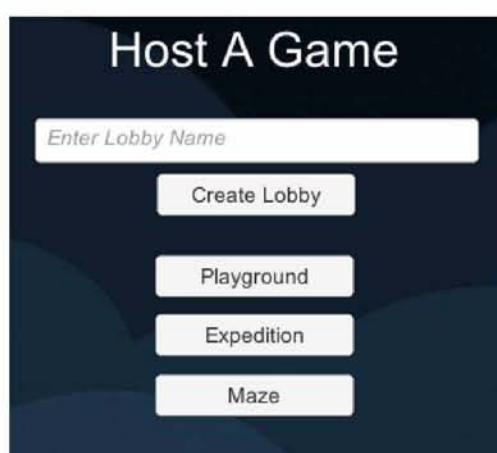 Host A Game
Enter Lobby Name
Create Lobby
Playground
Expedition
Maze